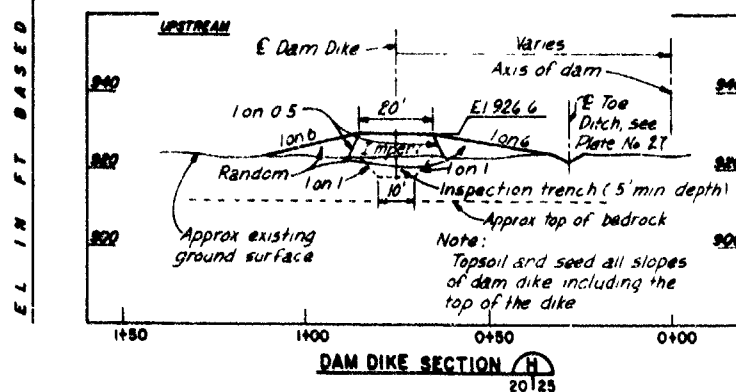 EL IN FT BASED
UPSTREAM
℄ Dam Dike
Varies
Axis of dam
940
940
20'
El 926 6
℄ Toe
Ditch, see
Plate No 27
1 on 0 5
1 on 6
1 on 6
Imperv
920
920
Random
1 on 1
1 on 1
10'
Inspection trench (5' min depth)
Approx top of bedrock
Approx existing
ground surface
900
900
Note:
Topsoil and seed all slopes
of dam dike including the
top of the dike
1+50
1+00
0+50
0+00
DAM DIKE SECTION H
20 25